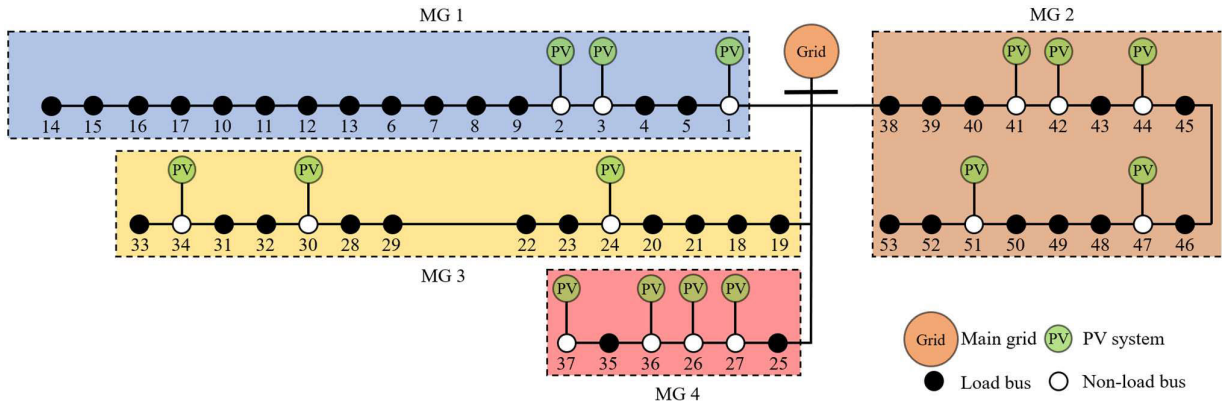 MG 1
MG 2
PV PV PV Grid PV PV PV
14 15 16 17 10 11 12 13 6 7 8 9 2 3 4 5 1 38 39 40 41 42 43 44 45
PV PV PV PV PV
33 34 31 32 30 28 29 22 23 24 20 21 18 19 53 52 51 50 49 48 47 46
MG 3
PV PV PV PV
37 35 36 26 27 25
MG 4
Grid Main grid PV PV system
Load bus Non-load bus